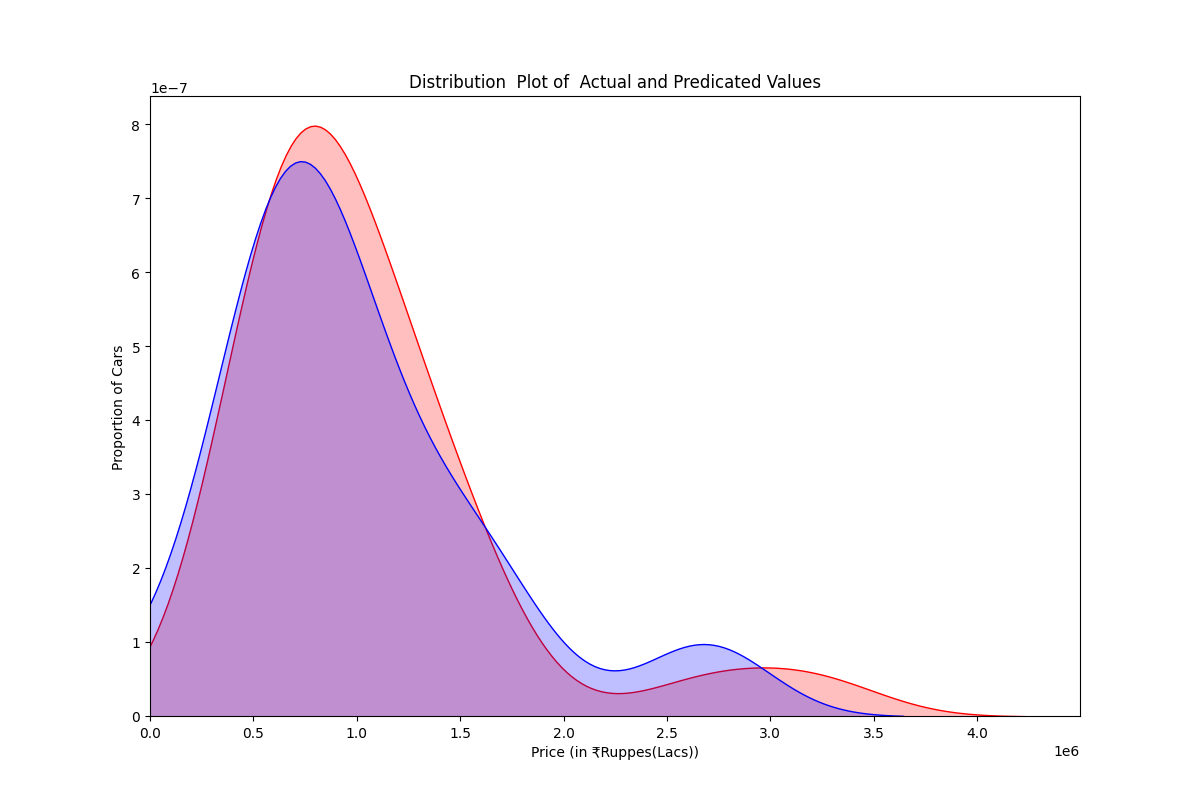 Distribution  Plot of  Actual and Predicated Values
1e−7
8
7
6
5
4
3
2
1
0
Proportion of Cars
0.0 0.5 1.0 1.5 2.0 2.5 3.0 3.5 4.0
Price (in ₹Ruppes(Lacs))
1e6